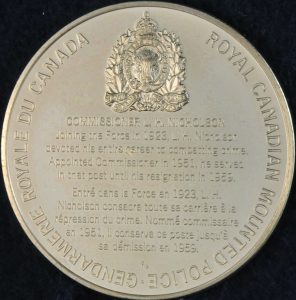 ROYAL CANADIAN MOUNTED POLICE · GENDARMERIE ROYALE DU CANADA
COMMISSIONER L. H. NICHOLSON
Joining the Force in 1923, L. H. Nicholson
devoted his entire career to combating crime.
Appointed Commissioner in 1951, he served
in that post until his resignation in 1959.
Entré dans la Force en 1923, L. H.
Nicholson consacre toute sa carrière à la
répression du crime. Nommé commissaire
en 1951, il conserve ce poste jusqu'à
sa démission en 1959.